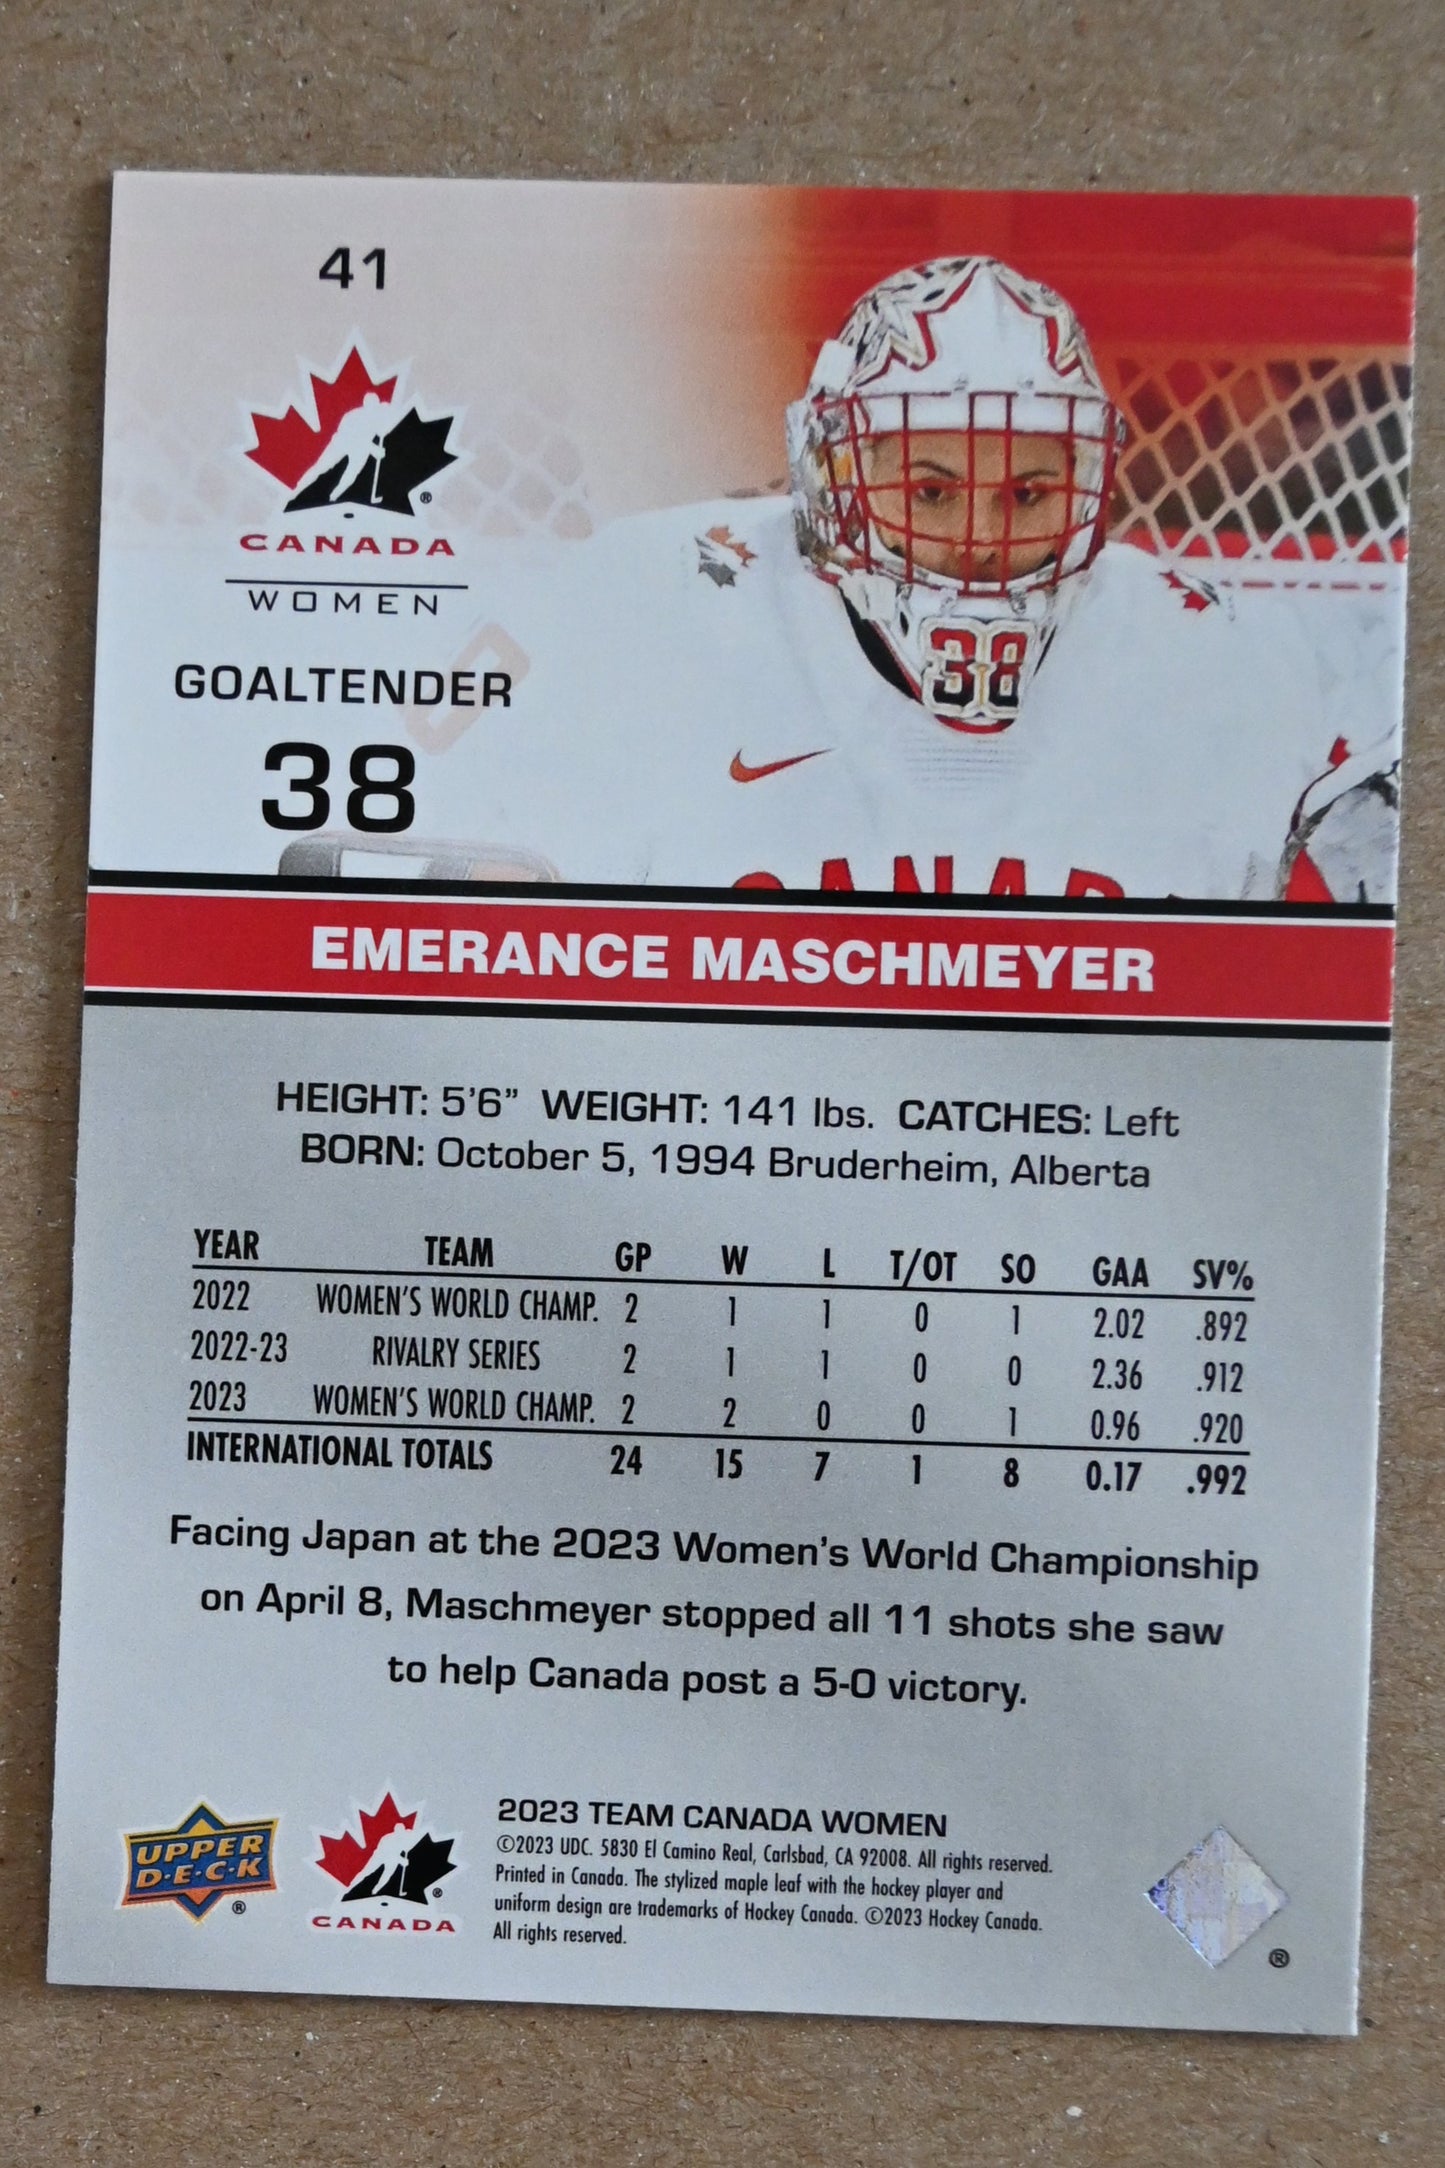 41
CANADA
WOMEN
GOALTENDER
38
38
CANADA
EMERANCE MASCHMEYER
HEIGHT: 5'6" WEIGHT: 141 lbs. CATCHES: Left
BORN: October 5, 1994 Bruderheim, Alberta
YEAR TEAM GP W L T/OT SO GAA SV%
2022 WOMEN'S WORLD CHAMP. 2 1 1 0 1 2.02 .892
2022-23 RIVALRY SERIES 2 1 1 0 0 2.36 .912
2023 WOMEN'S WORLD CHAMP. 2 2 0 0 1 0.96 .920
INTERNATIONAL TOTALS 24 15 7 1 8 0.17 .992
Facing Japan at the 2023 Women's World Championship
on April 8, Maschmeyer stopped all 11 shots she saw
to help Canada post a 5-0 victory.
UPPER
D·E·C·K
®
CANADA
®
2023 TEAM CANADA WOMEN
©2023 UDC. 5830 El Camino Real, Carlsbad, CA 92008. All rights reserved.
Printed in Canada. The stylized maple leaf with the hockey player and
uniform design are trademarks of Hockey Canada. ©2023 Hockey Canada.
All rights reserved.
®